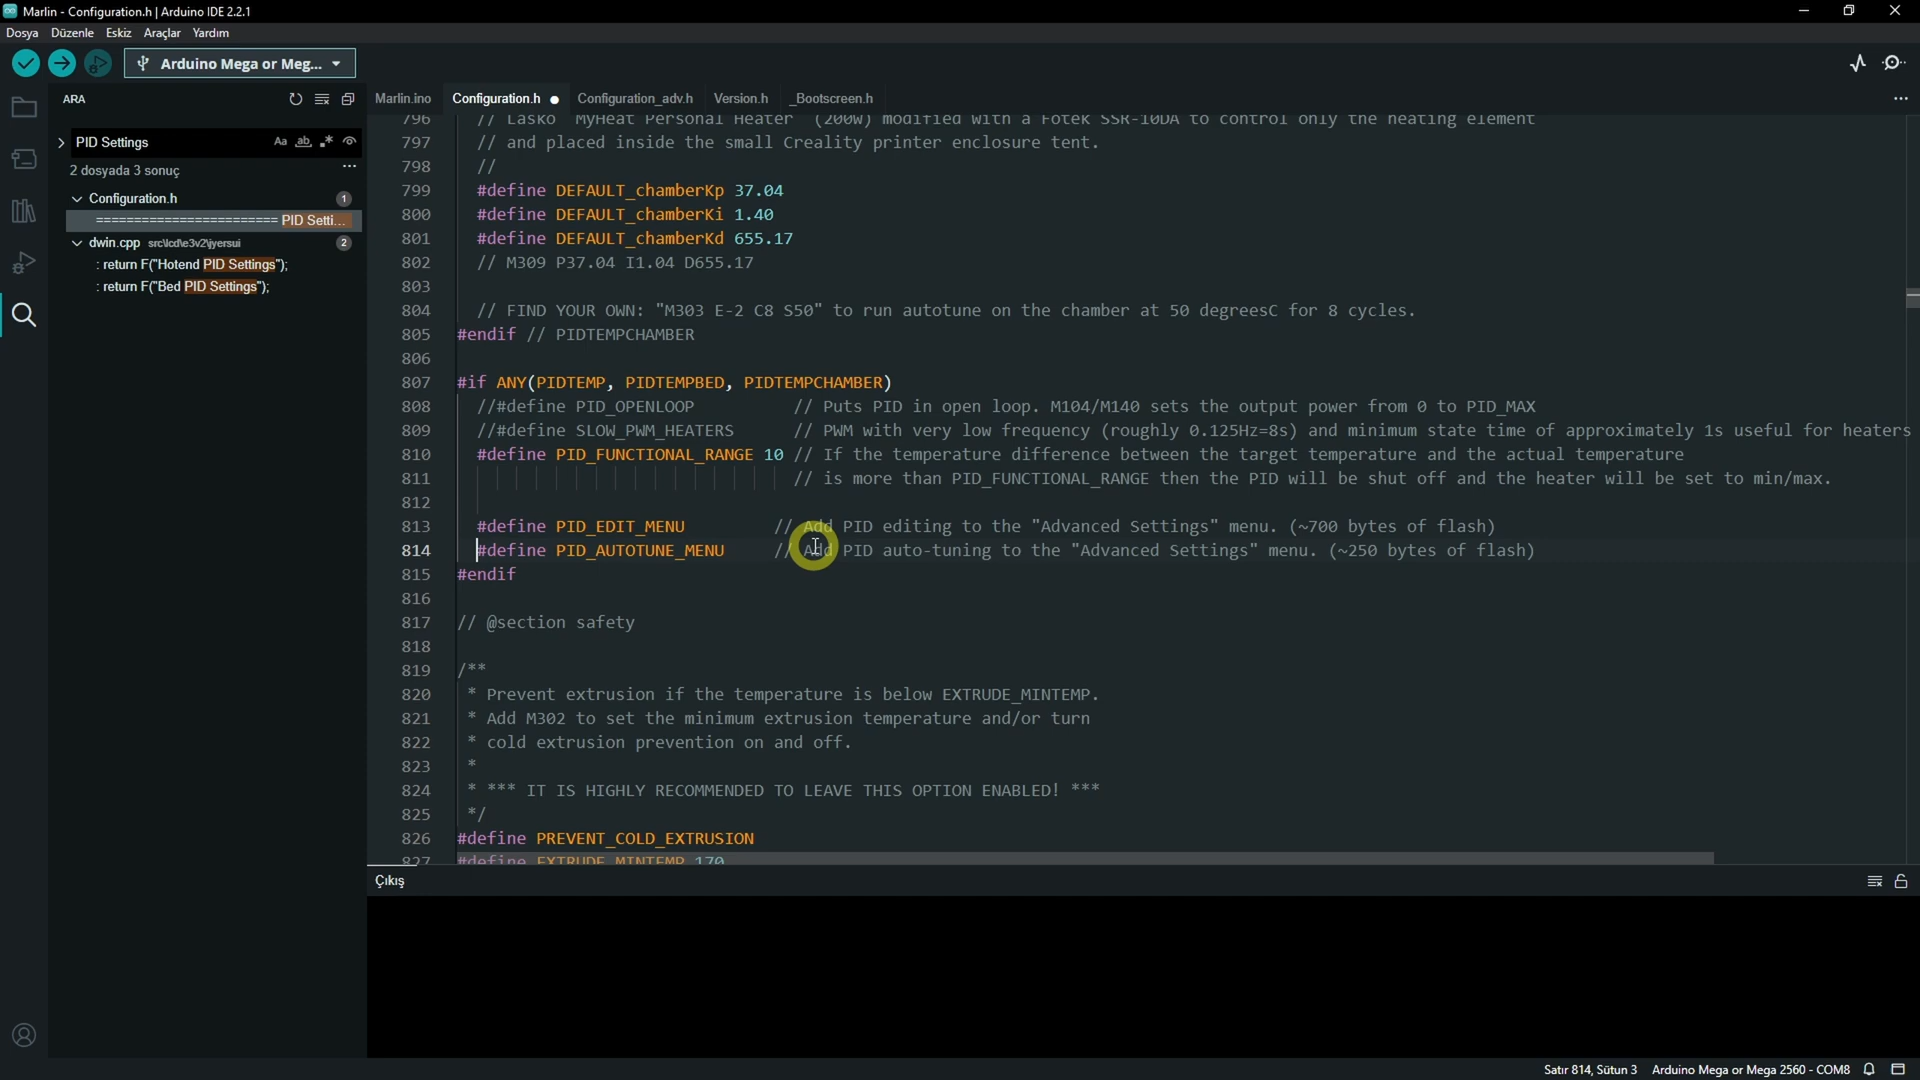 Marlin - Configuration.h | Arduino IDE 2.2.1
Dosya Düzenle Eskiz Araçlar Yardım
Arduino Mega or Meg...
ARA
PID Settings
2 dosyada 3 sonuç
Configuration.h 1
======================== PID Setti...
dwin.cpp src\lcd\e3v2\jyersui 2
: return F("Hotend PID Settings");
: return F("Bed PID Settings");
Marlin.ino Configuration.h Configuration_adv.h Version.h _Bootscreen.h
796 // Lasko "MyHeat Personal Heater" (200w) modified with a Fotek SSR-10DA to control only the heating element
797 // and placed inside the small Creality printer enclosure tent.
798 //
799 #define DEFAULT_chamberKp 37.04
800 #define DEFAULT_chamberKi 1.40
801 #define DEFAULT_chamberKd 655.17
802 // M309 P37.04 I1.04 D655.17
803
804 // FIND YOUR OWN: "M303 E-2 C8 S50" to run autotune on the chamber at 50 degreesC for 8 cycles.
805 #endif // PIDTEMPCHAMBER
806
807 #if ANY(PIDTEMP, PIDTEMPBED, PIDTEMPCHAMBER)
808 //#define PID_OPENLOOP // Puts PID in open loop. M104/M140 sets the output power from 0 to PID_MAX
809 //#define SLOW_PWM_HEATERS // PWM with very low frequency (roughly 0.125Hz=8s) and minimum state time of approximately 1s useful for heaters
810 #define PID_FUNCTIONAL_RANGE 10 // If the temperature difference between the target temperature and the actual temperature
811 // is more than PID_FUNCTIONAL_RANGE then the PID will be shut off and the heater will be set to min/max.
812
813 #define PID_EDIT_MENU // Add PID editing to the "Advanced Settings" menu. (~700 bytes of flash)
814 #define PID_AUTOTUNE_MENU // Add PID auto-tuning to the "Advanced Settings" menu. (~250 bytes of flash)
815 #endif
816
817 // @section safety
818
819 /**
820 * Prevent extrusion if the temperature is below EXTRUDE_MINTEMP.
821 * Add M302 to set the minimum extrusion temperature and/or turn
822 * cold extrusion prevention on and off.
823 *
824 * *** IT IS HIGHLY RECOMMENDED TO LEAVE THIS OPTION ENABLED! ***
825 */
826 #define PREVENT_COLD_EXTRUSION
827 #define EXTRUDE_MINTEMP 170
Çıkış
Satır 814, Sütun 3 Arduino Mega or Mega 2560 - COM8